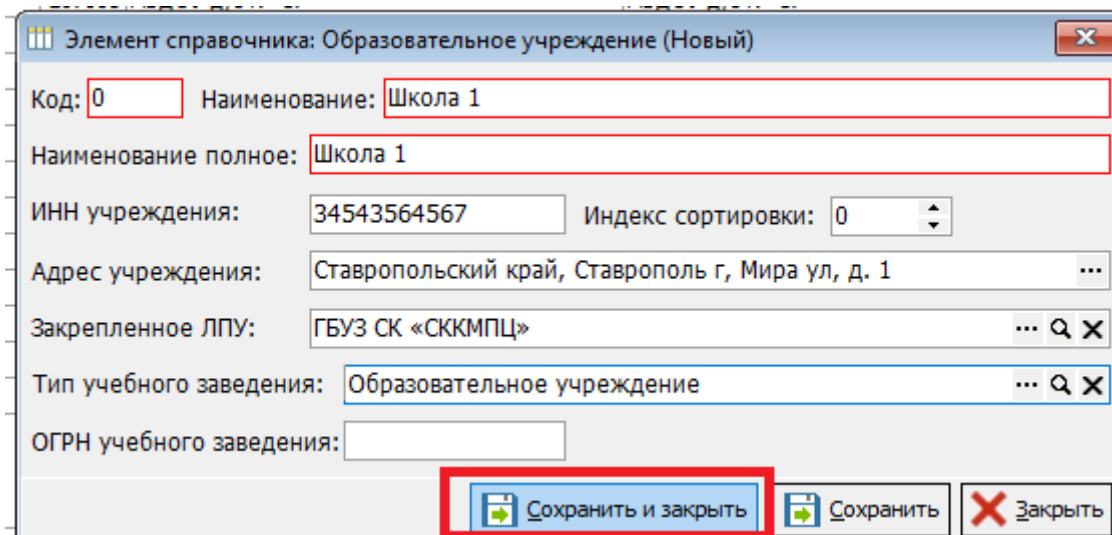 Элемент справочника: Образовательное учреждение (Новый)
Код: 0 Наименование: Школа 1
Наименование полное: Школа 1
ИНН учреждения: 34543564567 Индекс сортировки: 0
Адрес учреждения: Ставропольский край, Ставрополь г, Мира ул, д. 1 ...
Закрепленное ЛПУ: ГБУЗ СК «СККМПЦ» ...
Тип учебного заведения: Образовательное учреждение ...
ОГРН учебного заведения:
Сохранить и закрыть Сохранить Закрыть